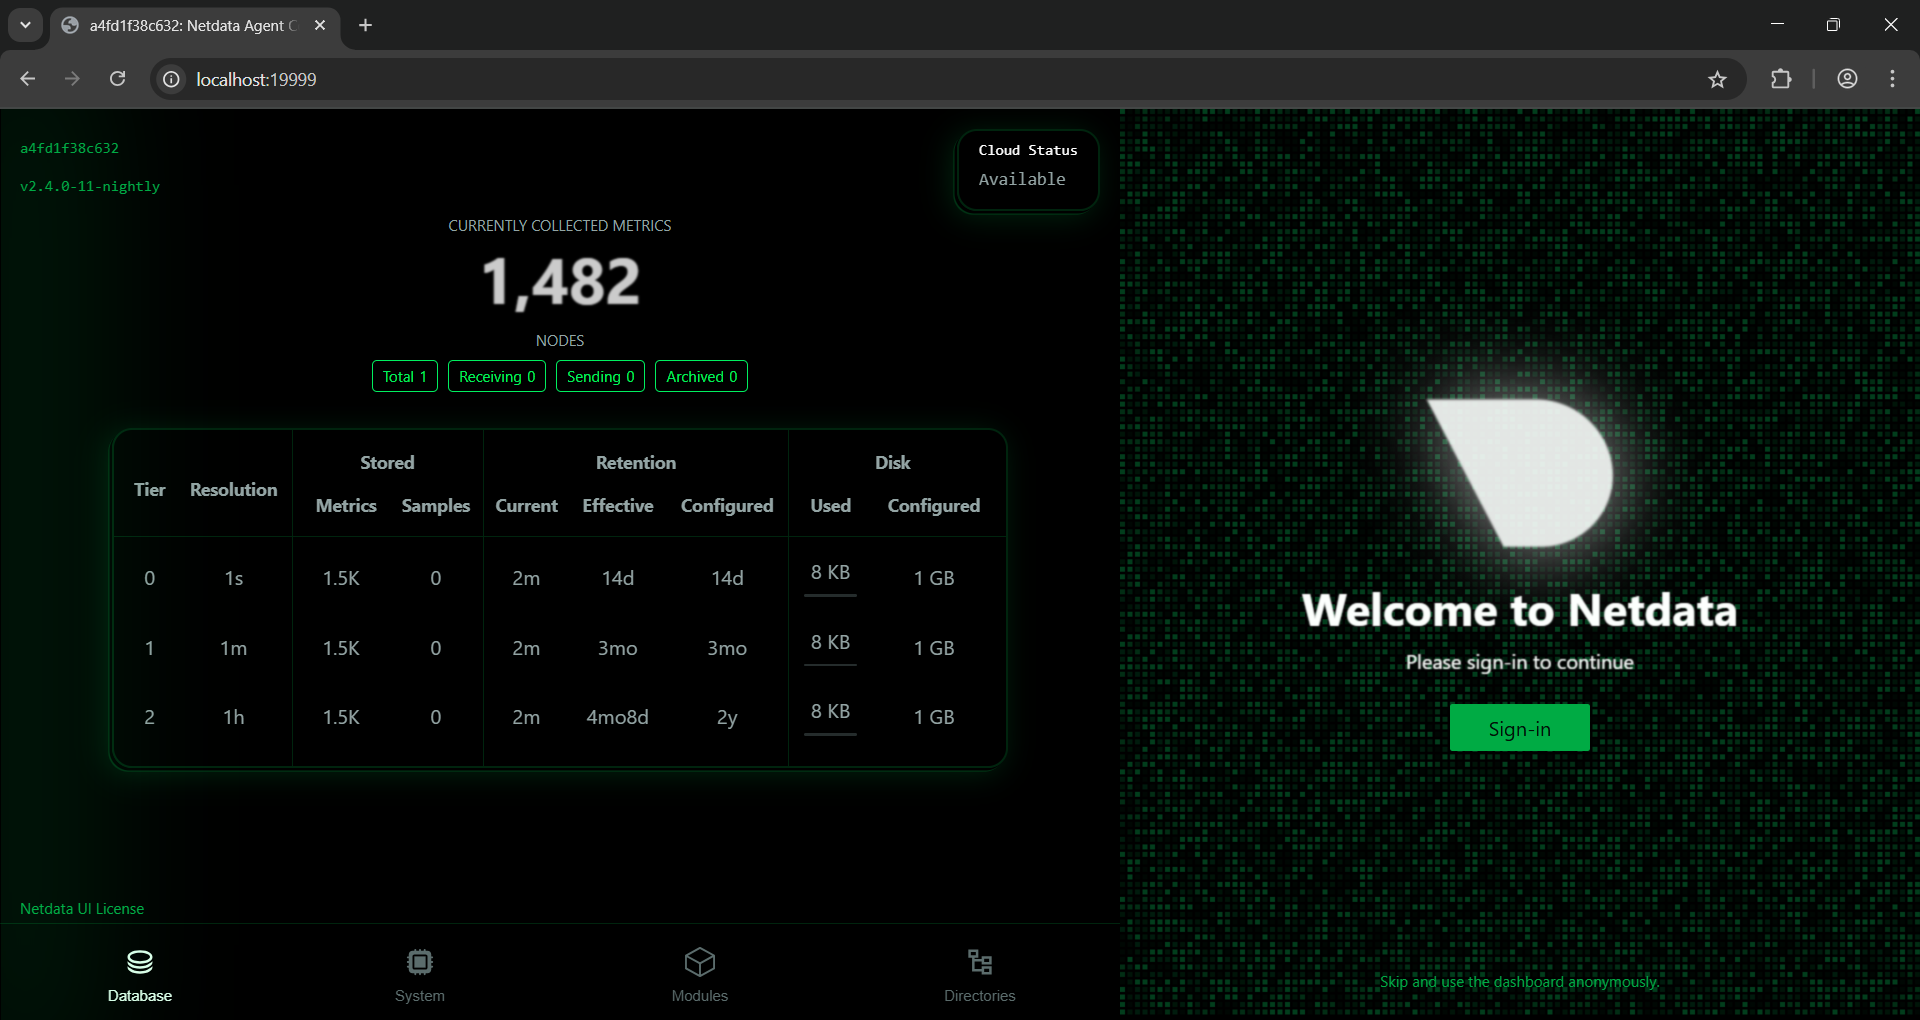 a4fd1f38c632: Netdata Agent C
localhost:19999
a4fd1f38c632
v2.4.0-11-nightly
Cloud Status
Available
CURRENTLY COLLECTED METRICS
1,482
NODES
Total 1 Receiving 0 Sending 0 Archived 0
Stored Retention Disk
Tier Resolution
Metrics Samples Current Effective Configured Used Configured
0 1s 1.5K 0 2m 14d 14d 8 KB 1 GB
1 1m 1.5K 0 2m 3mo 3mo 8 KB 1 GB
2 1h 1.5K 0 2m 4mo8d 2y 8 KB 1 GB
Netdata UI License
Database System Modules Directories
Welcome to Netdata
Please sign-in to continue
Sign-in
Skip and use the dashboard anonymously.